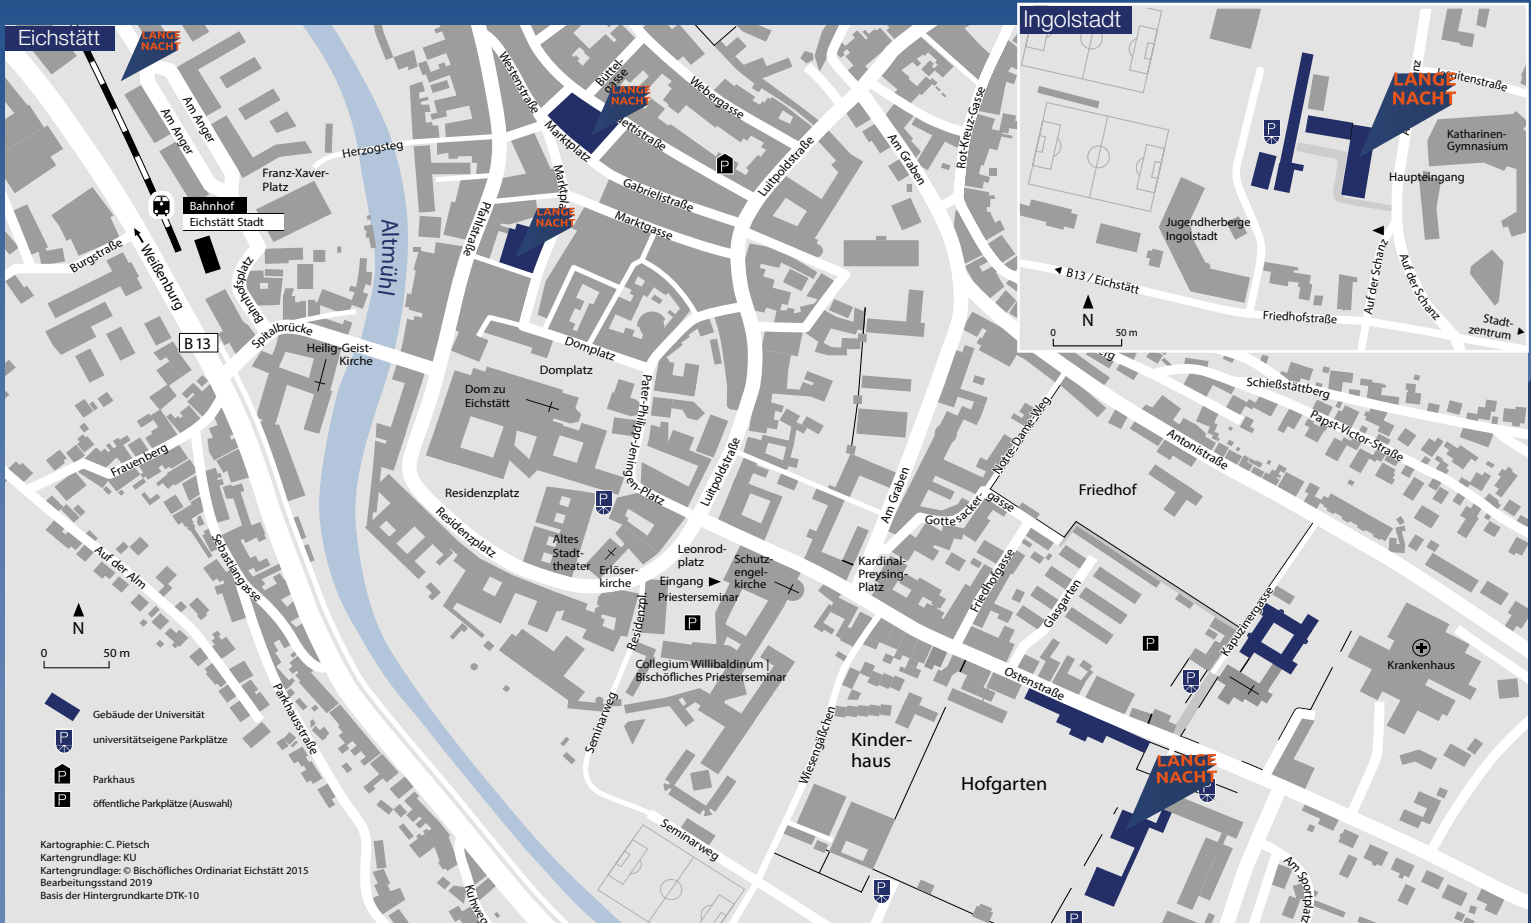 Eichstätt
Ingolstadt
LANGE
NACHT
Am Anger
Am Anger
Herzogsteg
Franz-Xaver-
Platz
Bahnhof
Eichstätt Stadt
Burgstraße
Weißenburg
Bahnhofsplatz
B 13
Spitalbrücke
Heilig-Geist-
Kirche
Altmühl
Frauenberg
Sebastiangasse
Auf der Alm
Parkhausstraße
Kuhweg
Westenstraße
Büttel-
gasse
LANGE
NACHT
Webergasse
Marktplatz
Gabrielistraße
Marktgasse
LANGE
NACHT
Pfahlstraße
P
Luitpoldstraße
Am Graben
Rot-Kreuz-Gasse
Domplatz
Domplatz
Dom zu
Eichstätt
Pater-Philipp-Jeningen-Platz
Luitpoldstraße
Residenzplatz
Residenzplatz
P
Altes
Stadt-
theater
Erlöser-
kirche
Leonrod-
platz
Eingang
Priesterseminar
Schutz-
engel-
kirche
P
Residenzpl.
Collegium Willibaldinum |
Bischöfliches Priesterseminar
Seminarweg
Seminarweg
Kardinal-
Preysing-
Platz
Am Graben
Gottesacker-
gasse
Notre-Dame-Weg
Friedhof
Friedhofgasse
Glasgarten
P
Kapuzinergasse
P
Krankenhaus
Ostenstraße
Wiesengäßchen
Kinder-
haus
Hofgarten
LANGE
NACHT
P
P
P
Am Sportplatz
Antonistraße
Schießstättberg
Papst-Victor-Straße
P
LANGE
NACHT
Katharinen-
Gymnasium
Haupteingang
Jugendherberge
Ingolstadt
B13 / Eichstätt
Auf der Schanz
Auf der Schanz
Friedhofstraße
Stadt-
zentrum
N
0 50 m
N
0 50 m
Gebäude der Universität
P universitätseigene Parkplätze
P Parkhaus
P öffentliche Parkplätze (Auswahl)
Kartographie: C. Pietsch
Kartengrundlage: KU
Kartengrundlage: © Bischöfliches Ordinariat Eichstätt 2015
Bearbeitungsstand 2019
Basis der Hintergrundkarte DTK-10